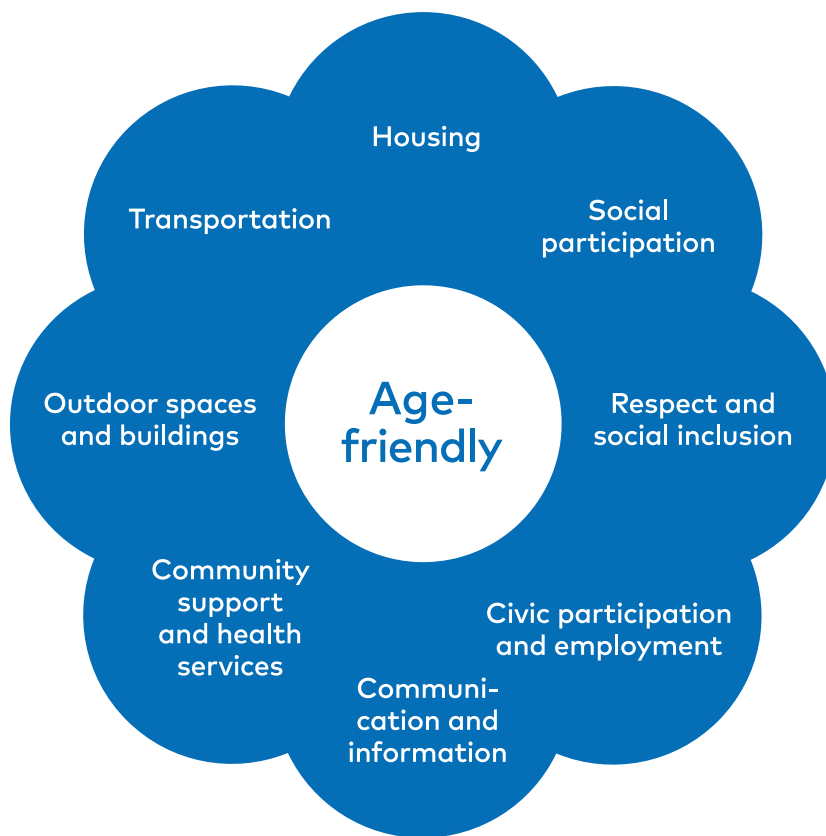 Housing
Transportation
Social
participation
Outdoor spaces
and buildings
Age-
friendly
Respect and
social inclusion
Community
support
and health
services
Civic participation
and employment
Communi-
cation and
information